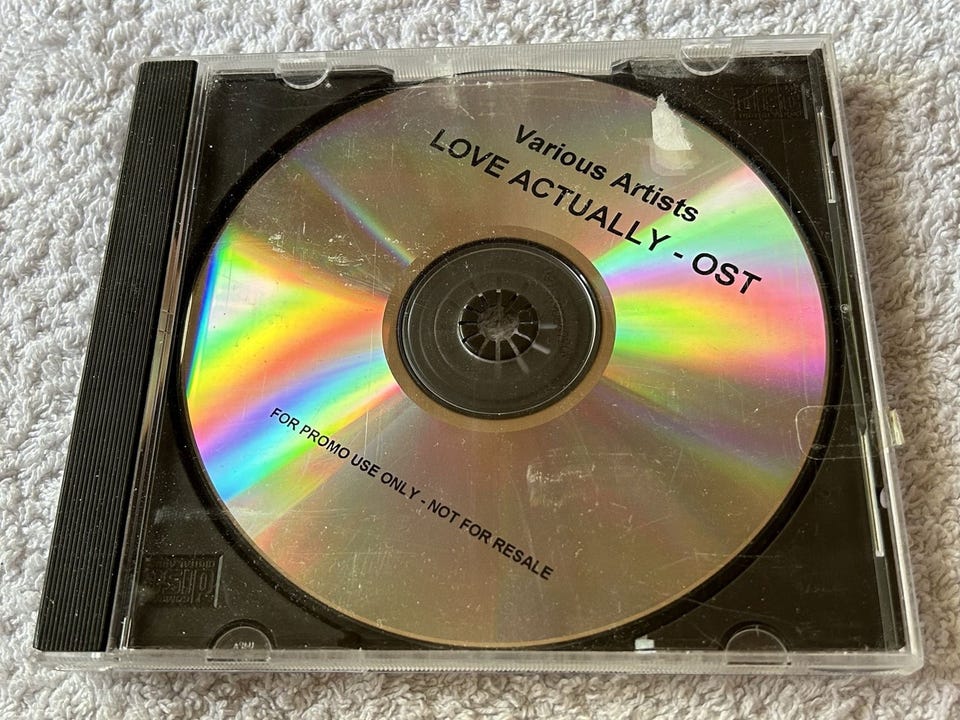 Various Artists
LOVE ACTUALLY - OST
FOR PROMO USE ONLY - NOT FOR RESALE